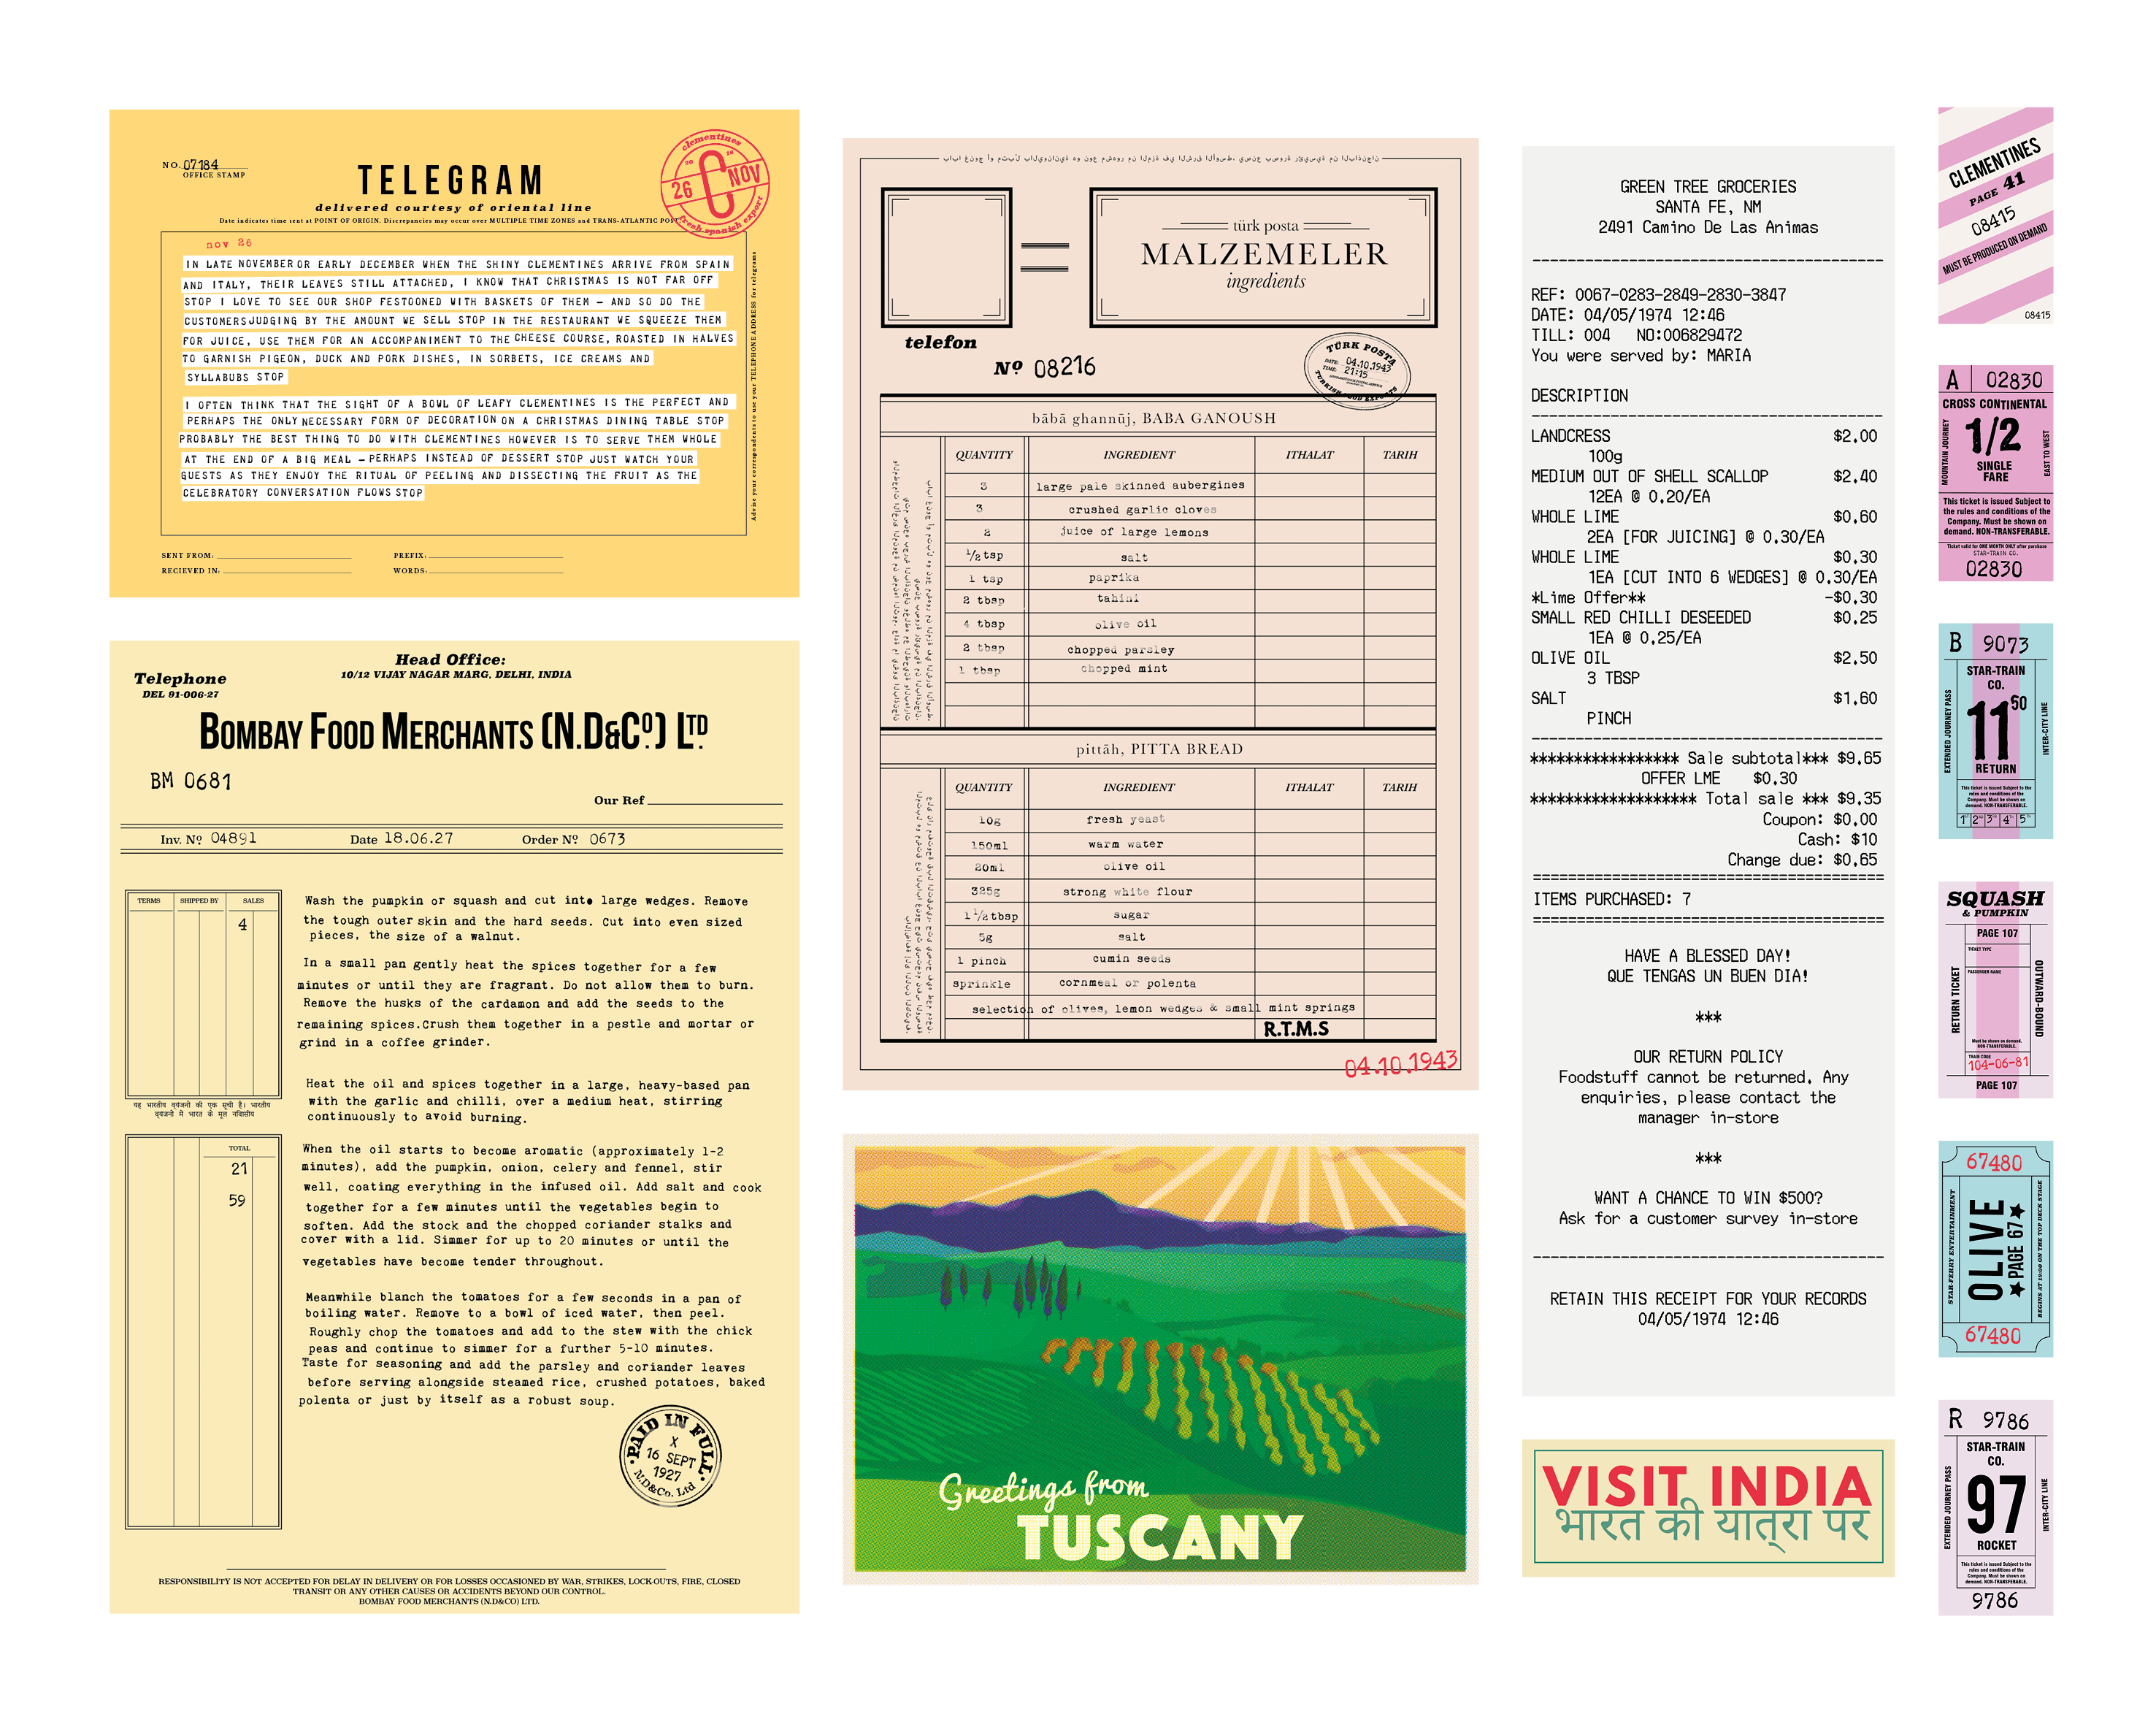 NO. 07184
OFFICE STAMP
TELEGRAM
delivered courtesy of oriental line
Date indicates time sent at POINT OF ORIGIN. Discrepancies may occur over MULTIPLE TIME ZONES and TRANS-ATLANTIC POST
clementines
20 18
26 C NOV
fresh spanish export
nov 26
IN LATE NOVEMBER OR EARLY DECEMBER WHEN THE SHINY CLEMENTINES ARRIVE FROM SPAIN
AND ITALY, THEIR LEAVES STILL ATTACHED, I KNOW THAT CHRISTMAS IS NOT FAR OFF
STOP I LOVE TO SEE OUR SHOP FESTOONED WITH BASKETS OF THEM – AND SO DO THE
CUSTOMERS JUDGING BY THE AMOUNT WE SELL STOP IN THE RESTAURANT WE SQUEEZE THEM
FOR JUICE, USE THEM FOR AN ACCOMPANIMENT TO THE CHEESE COURSE, ROASTED IN HALVES
TO GARNISH PIGEON, DUCK AND PORK DISHES, IN SORBETS, ICE CREAMS AND
SYLLABUBS STOP
I OFTEN THINK THAT THE SIGHT OF A BOWL OF LEAFY CLEMENTINES IS THE PERFECT AND
PERHAPS THE ONLY NECESSARY FORM OF DECORATION ON A CHRISTMAS DINING TABLE STOP
PROBABLY THE BEST THING TO DO WITH CLEMENTINES HOWEVER IS TO SERVE THEM WHOLE
AT THE END OF A BIG MEAL – PERHAPS INSTEAD OF DESSERT STOP JUST WATCH YOUR
GUESTS AS THEY ENJOY THE RITUAL OF PEELING AND DISSECTING THE FRUIT AS THE
CELEBRATORY CONVERSATION FLOWS STOP
Advise your correspondents to use your TELEPHONE ADDRESS for telegrams
SENT FROM: PREFIX:
RECIEVED IN: WORDS:
Head Office:
10/12 VIJAY NAGAR MARG, DELHI, INDIA
Telephone
DEL 91-006-27
BOMBAY FOOD MERCHANTS (N.D&CO.) LTD
BM 0681
Our Ref
Inv. Nº 04891 Date 18.06.27 Order Nº 0673
TERMS SHIPPED BY SALES
4
यह भारतीय व्यंजनों की एक सूची है। भारतीय
व्यंजनों में भारत के मूल नविासीय
TOTAL
21
59
Wash the pumpkin or squash and cut into large wedges. Remove
the tough outer skin and the hard seeds. Cut into even sized
pieces, the size of a walnut.
In a small pan gently heat the spices together for a few
minutes or until they are fragrant. Do not allow them to burn.
Remove the husks of the cardamon and add the seeds to the
remaining spices.Crush them together in a pestle and mortar or
grind in a coffee grinder.
Heat the oil and spices together in a large, heavy-based pan
with the garlic and chilli, over a medium heat, stirring
continuously to avoid burning.
When the oil starts to become aromatic (approximately 1-2
minutes), add the pumpkin, onion, celery and fennel, stir
well, coating everything in the infused oil. Add salt and cook
together for a few minutes until the vegetables begin to
soften. Add the stock and the chopped coriander stalks and
cover with a lid. Simmer for up to 20 minutes or until the
vegetables have become tender throughout.
Meanwhile blanch the tomatoes for a few seconds in a pan of
boiling water. Remove to a bowl of iced water, then peel.
Roughly chop the tomatoes and add to the stew with the chick
peas and continue to simmer for a further 5-10 minutes.
Taste for seasoning and add the parsley and coriander leaves
before serving alongside steamed rice, crushed potatoes, baked
polenta or just by itself as a robust soup.
PAID IN FULL
X
16 SEPT
1927
N.D&Co. Ltd
RESPONSIBILITY IS NOT ACCEPTED FOR DELAY IN DELIVERY OR FOR LOSSES OCCASIONED BY WAR, STRIKES, LOCK-OUTS, FIRE, CLOSED
TRANSIT OR ANY OTHER CAUSES OR ACCIDENTS BEYOND OUR CONTROL.
BOMBAY FOOD MERCHANTS (N.D&CO) LTD.
türk posta
MALZEMELER
ingredients
telefon
Nº 08216
TÜRK POSTA
DATE: 04.10.1943
TIME: 21:15
TURKISH FOOD EXPORTS
bābā ghannūj, BABA GANOUSH
QUANTITY INGREDIENT ITHALAT TARIH
3 large pale skinned aubergines
3 crushed garlic cloves
2 juice of large lemons
1/2 tsp salt
1 tsp paprika
2 tbsp tahini
4 tbsp olive oil
2 tbsp chopped parsley
1 tbsp chopped mint
pittāh, PITTA BREAD
QUANTITY INGREDIENT ITHALAT TARIH
10g fresh yeast
150ml warm water
20ml olive oil
325g strong white flour
1 1/2 tbsp sugar
5g salt
1 pinch cumin seeds
sprinkle cornmeal or polenta
selection of olives, lemon wedges & small mint springs
R.T.M.S
04.10.1943
Greetings from
TUSCANY
GREEN TREE GROCERIES
SANTA FE, NM
2491 Camino De Las Animas
REF: 0067-0283-2849-2830-3847
DATE: 04/05/1974 12:46
TILL: 004 NO:006829472
You were served by: MARIA
DESCRIPTION
LANDCRESS $2.00
100g
MEDIUM OUT OF SHELL SCALLOP $2.40
12EA @ 0.20/EA
WHOLE LIME $0.60
2EA [FOR JUICING] @ 0.30/EA
WHOLE LIME $0.30
1EA [CUT INTO 6 WEDGES] @ 0.30/EA
*Lime Offer** -$0.30
SMALL RED CHILLI DESEEDED $0.25
1EA @ 0.25/EA
OLIVE OIL $2.50
3 TBSP
SALT $1.60
PINCH
***************** Sale subtotal*** $9.65
OFFER LME $0.30
******************* Total sale *** $9.35
Coupon: $0.00
Cash: $10
Change due: $0.65
ITEMS PURCHASED: 7
HAVE A BLESSED DAY!
QUE TENGAS UN BUEN DIA!
***
OUR RETURN POLICY
Foodstuff cannot be returned. Any
enquiries, please contact the
manager in-store
***
WANT A CHANCE TO WIN $500?
Ask for a customer survey in-store
RETAIN THIS RECEIPT FOR YOUR RECORDS
04/05/1974 12:46
VISIT INDIA
भारत की यात्रा पर
CLEMENTINES
PAGE 41
08415
MUST BE PRODUCED ON DEMAND
08415
A 02830
CROSS CONTINENTAL
MOUNTAIN JOURNEY
1/2
SINGLE
FARE
EAST TO WEST
This ticket is issued Subject to
the rules and conditions of the
Company. Must be shown on
demand. NON-TRANSFERABLE.
Ticket valid for ONE MONTH ONLY after purchase
STAR-TRAIN CO.
02830
B 9073
STAR-TRAIN
CO.
EXTENDED JOURNEY PASS
11 50
RETURN
INTER-CITY LINE
This ticket is issued Subject to the
rules and conditions of the
Company. Must be shown on
demand. NON-TRANSFERABLE.
1st 2nd 3rd 4th 5th
SQUASH
& PUMPKIN
PAGE 107
TICKET TYPE
PASSENGER NAME
RETURN TICKET
OUTWARD-BOUND
Must be shown on demand.
NON-TRANSFERABLE.
TRAIN CODE
104-06-81
PAGE 107
67480
STAR-FERRY ENTERTAINMENT
OLIVE
★PAGE 67★
BEGINS AT 19:00 ON THE TOP DECK STAGE
67480
R 9786
STAR-TRAIN
CO.
EXTENDED JOURNEY PASS
97
ROCKET
INTER-CITY LINE
This ticket is issued Subject to the
rules and conditions of the
Company. Must be shown on
demand. NON-TRANSFERABLE.
9786